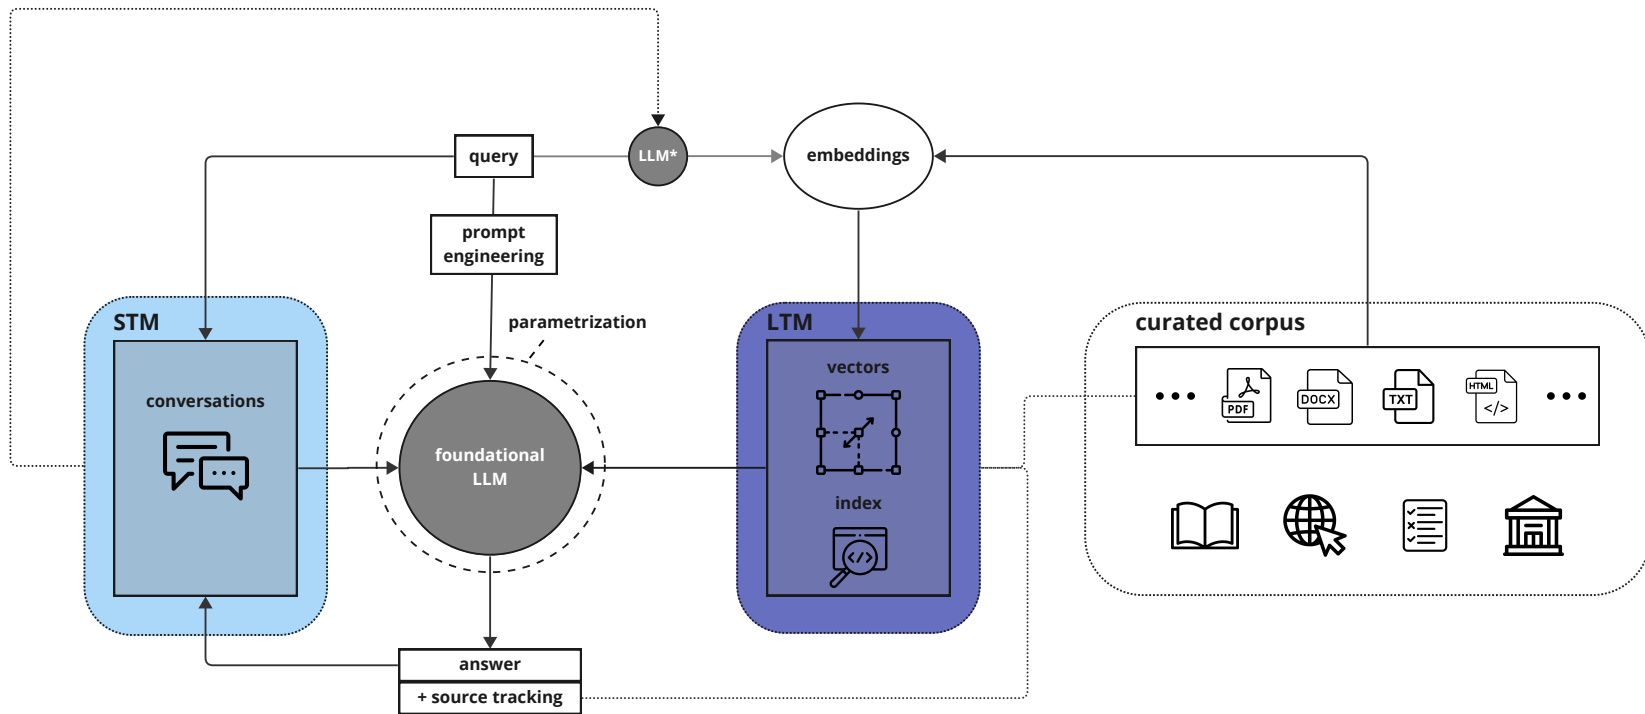 query
LLM*
embeddings
prompt
engineering
STM
parametrization
LTM
curated corpus
conversations
foundational
LLM
vectors
index
PDF
DOCX
TXT
HTML
</>
</>
answer
+ source tracking